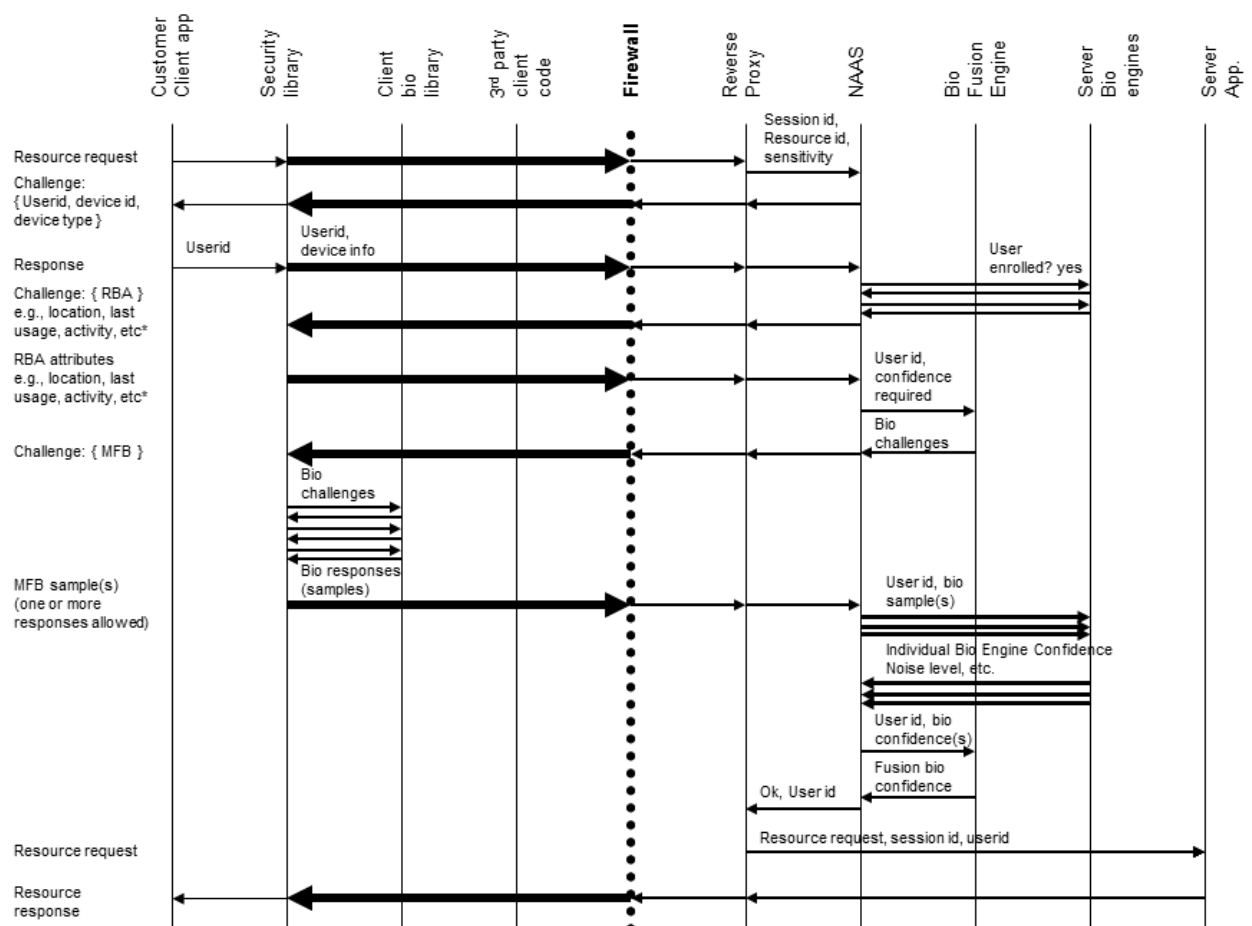 Customer
Client app
Security
library
Client
bio
library
3rd party
client
code
Firewall
Reverse
Proxy
NAAS
Bio
Fusion
Engine
Server
Bio engines
Server
App.
Session id,
Resource id,
sensitivity
Resource request
Challenge:
{ Userid, device id,
device type }
Userid
Userid,
device info
User
enrolled? yes
Response
Challenge: { RBA }
e.g., location, last
usage, activity, etc*
RBA attributes
e.g., location, last
usage, activity, etc*
User id,
confidence
required
Bio
challenges
Challenge: { MFB }
Bio
challenges
Bio responses
(samples)
MFB sample(s)
(one or more
responses allowed)
User id, bio
sample(s)
Individual Bio Engine Confidence
Noise level, etc.
User id, bio
confidence(s)
Fusion bio
confidence
Ok, User id
Resource request, session id, userid
Resource request
Resource
response